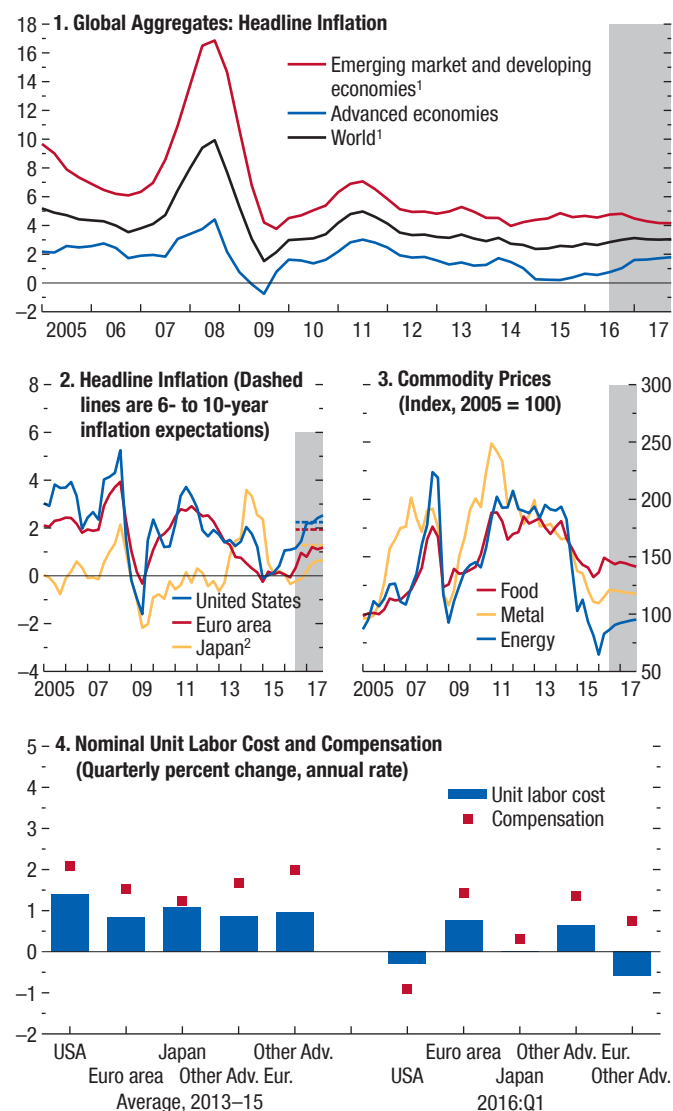 1. Global Aggregates: Headline Inflation
18
16
14
12
10
8
6
4
2
0
−2
Emerging market and developing
economies¹
Advanced economies
World¹
2005 06 07 08 09 10 11 12 13 14 15 16 17
2. Headline Inflation (Dashed
lines are 6- to 10-year
inflation expectations)
8
6
4
2
0
−2
−4
United States
Euro area
Japan²
2005 07 09 11 13 15 17
3. Commodity Prices
(Index, 2005 = 100)
300
250
200
150
100
50
Food
Metal
Energy
2005 07 09 11 13 15 17
4. Nominal Unit Labor Cost and Compensation
(Quarterly percent change, annual rate)
5
4
3
2
1
0
−1
−2
Unit labor cost
Compensation
USA Japan Other Adv. Euro area Other Adv. Eur.
Euro area Other Adv. Eur. USA Japan Other Adv.
Average, 2013–15 2016:Q1